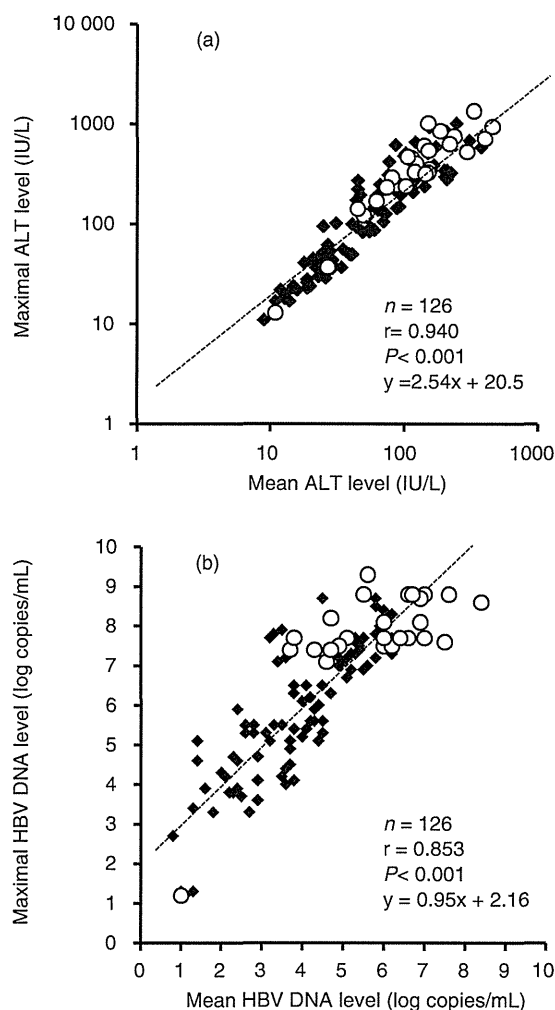 (a)
Maximal ALT level (IU/L)
10 000
1000
100
10
1
n = 126
r= 0.940
P< 0.001
y =2.54x + 20.5
1 10 100 1000
Mean ALT level (IU/L)
(b)
Maximal HBV DNA level (log copies/mL)
10
9
8
7
6
5
4
3
2
1
0
n = 126
r = 0.853
P< 0.001
y = 0.95x + 2.16
0 1 2 3 4 5 6 7 8 9 10
Mean HBV DNA level (log copies/mL)